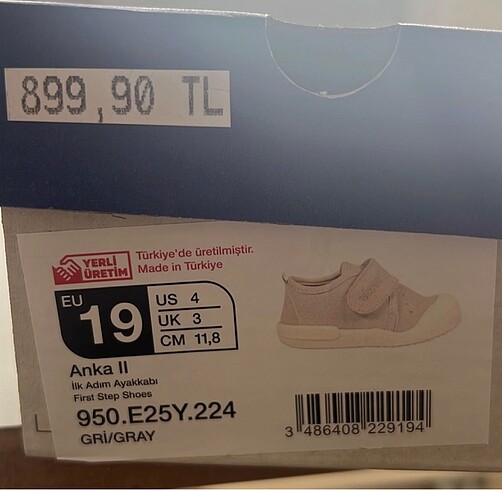 899,90 TL
YERLİ
ÜRETİM
Türkiye'de üretilmiştir.
Made in Türkiye
EU
19
US 4
UK 3
CM 11,8
Anka II
İlk Adım Ayakkabı
First Step Shoes
950.E25Y.224
GRİ/GRAY
3 486408 229194